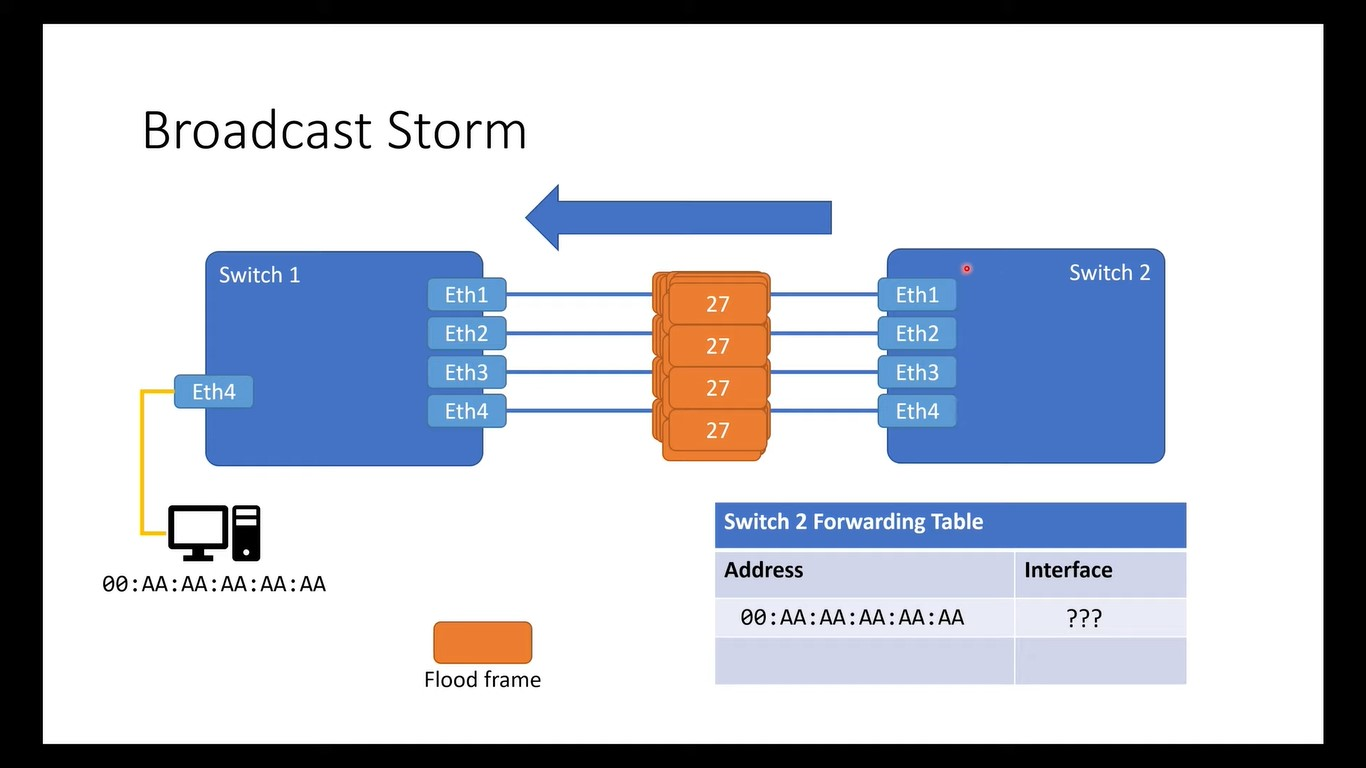 Broadcast Storm
Switch 1
Switch 2
Eth1
27
Eth1
Eth2
27
Eth2
Eth3
27
Eth3
Eth4
Eth4
27
Eth4
00:AA:AA:AA:AA:AA
Flood frame
Switch 2 Forwarding Table
Address Interface
00:AA:AA:AA:AA:AA ???